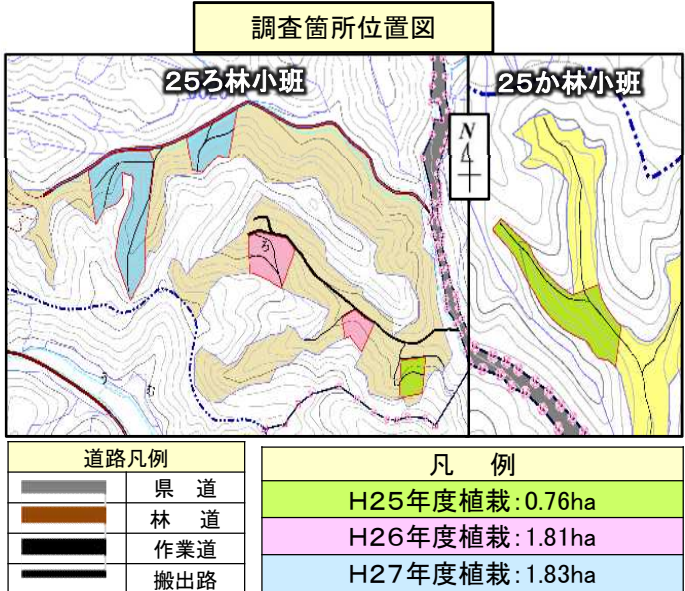 調査箇所位置図
25ろ林小班
25か林小班
N
ろ
う
む
道路凡例
県 道
林 道
作業道
搬出路
凡 例
H25年度植栽:0.76ha
H26年度植栽:1.81ha
H27年度植栽:1.83ha